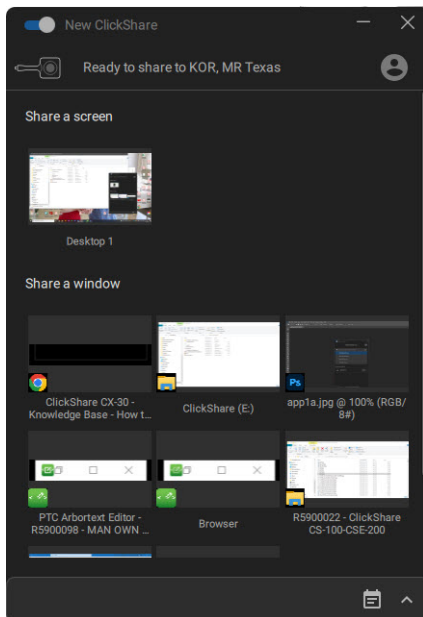 New ClickShare
Ready to share to KOR, MR Texas
Share a screen
Desktop 1
Share a window
ClickShare CX-30 -
Knowledge Base - How t...
ClickShare (E:)
Ps
app1a.jpg @ 100% (RGB/
8#)
PTC Arbortext Editor -
R5900098 - MAN OWN ...
Browser
R5900022 - ClickShare
CS-100-CSE-200